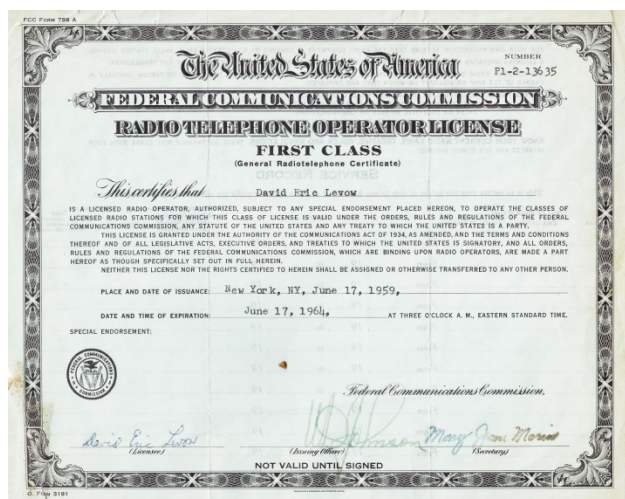 FCC FORM 758 A
The United States of America
NUMBER
P1-2-13635
FEDERAL COMMUNICATIONS COMMISSION
RADIO TELEPHONE OPERATOR LICENSE
FIRST CLASS
(General Radiotelephone Certificate)
This certifies that David Eric Levow
IS A LICENSED RADIO OPERATOR, AUTHORIZED, SUBJECT TO ANY SPECIAL ENDORSEMENT PLACED HEREON, TO OPERATE THE CLASSES OF
LICENSED RADIO STATIONS FOR WHICH THIS CLASS OF LICENSE IS VALID UNDER THE ORDERS, RULES AND REGULATIONS OF THE FEDERAL
COMMUNICATIONS COMMISSION, ANY STATUTE OF THE UNITED STATES AND ANY TREATY TO WHICH THE UNITED STATES IS A PARTY.
THIS LICENSE IS GRANTED UNDER THE AUTHORITY OF THE COMMUNICATIONS ACT OF 1934, AS AMENDED, AND THE TERMS AND CONDITIONS
THEREOF AND OF ALL LEGISLATIVE ACTS, EXECUTIVE ORDERS, AND TREATIES TO WHICH THE UNITED STATES IS SIGNATORY, AND ALL ORDERS,
RULES AND REGULATIONS OF THE FEDERAL COMMUNICATIONS COMMISSION, WHICH ARE BINDING UPON RADIO OPERATORS, ARE MADE A PART
HEREOF AS THOUGH SPECIFICALLY SET OUT IN FULL HEREIN.
NEITHER THIS LICENSE NOR THE RIGHTS CERTIFIED TO HEREIN SHALL BE ASSIGNED OR OTHERWISE TRANSFERRED TO ANY OTHER PERSON.
PLACE AND DATE OF ISSUANCE: New York, NY, June 17, 1959,
DATE AND TIME OF EXPIRATION: June 17, 1964, AT THREE O'CLOCK A. M., EASTERN STANDARD TIME.
SPECIAL ENDORSEMENT:
FEDERAL COMMUNICATIONS COMMISSION
Federal Communications Commission,
David Eric Levow Johnson Mary Jane Morris
(Licensee) (Issuing Officer) (Secretary)
NOT VALID UNTIL SIGNED